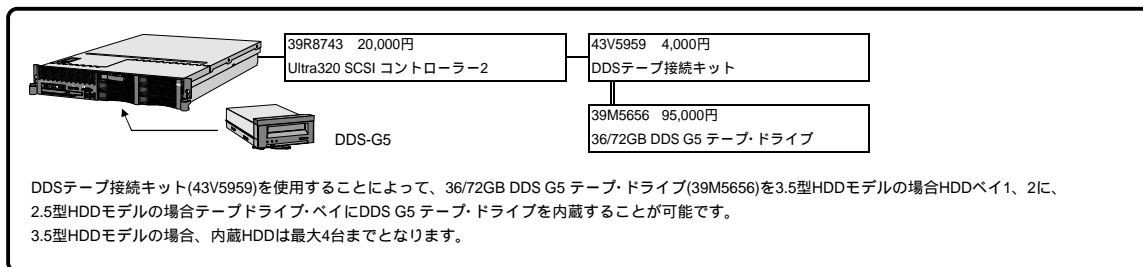 39R8743 20,000円
Ultra320 SCSI コントローラー2
43V5959 4,000円
DDSテープ接続キット
39M5656 95,000円
36/72GB DDS G5 テープ・ドライブ
DDS-G5
DDSテープ接続キット(43V5959)を使用することによって、36/72GB DDS G5 テープ・ドライブ(39M5656)を3.5型HDDモデルの場合HDDベイ1、2に、
2.5型HDDモデルの場合テープドライブ・ベイにDDS G5 テープ・ドライブを内蔵することが可能です。
3.5型HDDモデルの場合、内蔵HDDは最大4台までとなります。